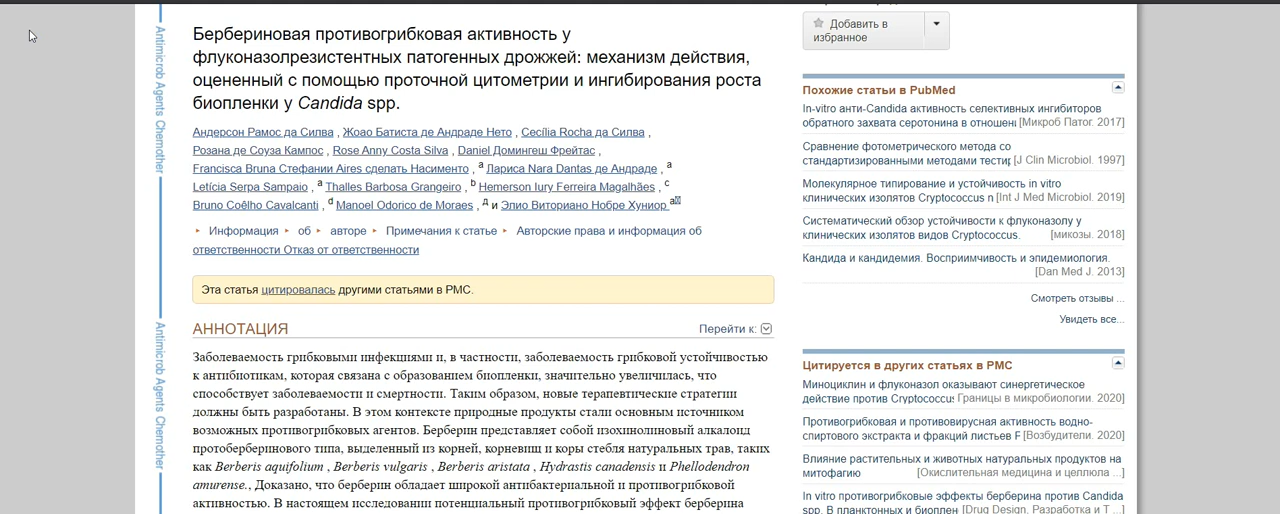 Antimicrob Agents Chemother
Antimicrob Agents Chemother
Бербериновая противогрибковая активность у
флуконазолрезистентных патогенных дрожжей: механизм действия,
оцененный с помощью проточной цитометрии и ингибирования роста
биопленки у Candida spp.
Андерсон Рамос да Силва , Жоао Батиста де Андраде Нето , Cecília Rocha да Силва ,
Розана де Соуза Кампос , Rose Anny Costa Silva , Daniel Домингеш Фрейтас ,
Francisca Bruna Стефании Aires сделать Насименто , a Лариса Nara Dantas de Андраде , a
Letícia Serpa Sampaio , a Thalles Barbosa Grangeiro , b Hemerson Iury Ferreira Magalhães , c
Bruno Coêlho Cavalcanti , d Manoel Odorico de Moraes , д и Элио Виториано Нобре Хуниор a
Информация ▸ об ▸ авторе ▸ Примечания к статье ▸ Авторские права и информация об
ответственности Отказ от ответственности
Эта статья цитировалась другими статьями в PMC.
АННОТАЦИЯ
Перейти к:
Заболеваемость грибковыми инфекциями и, в частности, заболеваемость грибковой устойчивостью
к антибиотикам, которая связана с образованием биопленки, значительно увеличилась, что
способствует заболеваемости и смертности. Таким образом, новые терапевтические стратегии
должны быть разработаны. В этом контексте природные продукты стали основным источником
возможных противогрибковых агентов. Берберин представляет собой изохинолиновый алкалоид
протоберберинового типа, выделенный из корней, корневищ и коры стебля натуральных трав, таких
как Berberis aquifolium , Berberis vulgaris , Berberis aristata , Hydrastis canadensis и Phellodendron
amurense., Доказано, что берберин обладает широкой антибактериальной и противогрибковой
активностью. В настоящем исследовании потенциальный противогрибковый эффект берберина
Добавить в
избранное
Похожие статьи в PubMed
In-vitro анти-Candida активность селективных ингибиторов
обратного захвата серотонина в отношен [Микроб Патог. 2017]
Сравнение фотометрического метода со
стандартизированными методами тести [J Clin Microbiol. 1997]
Молекулярное типирование и устойчивость in vitro
клинических изолятов Cryptococcus n [Int J Med Microbiol. 2019]
Систематический обзор устойчивости к флуконазолу у
клинических изолятов видов Cryptococcus. [микозы. 2018]
Кандида и кандидемия. Восприимчивость и эпидемиология.
[Dan Med J. 2013]
Смотреть отзывы ...
Увидеть все...
Цитируется в других статьях в PMC
Миноциклин и флуконазол оказывают синергетическое
действие против Cryptococcus Границы в микробиологии. 2020]
Противогрибковая и противовирусная активность водно-
спиртового экстракта и фракций листьев F [Возбудители. 2020]
Влияние растительных и животных натуральных продуктов на
митофагию [Окислительная медицина и целлюла ...]
In vitro противогрибковые эффекты берберина против Candida
spp. В планктонных и биоплен [Drug Design, Разработка и Т ...]